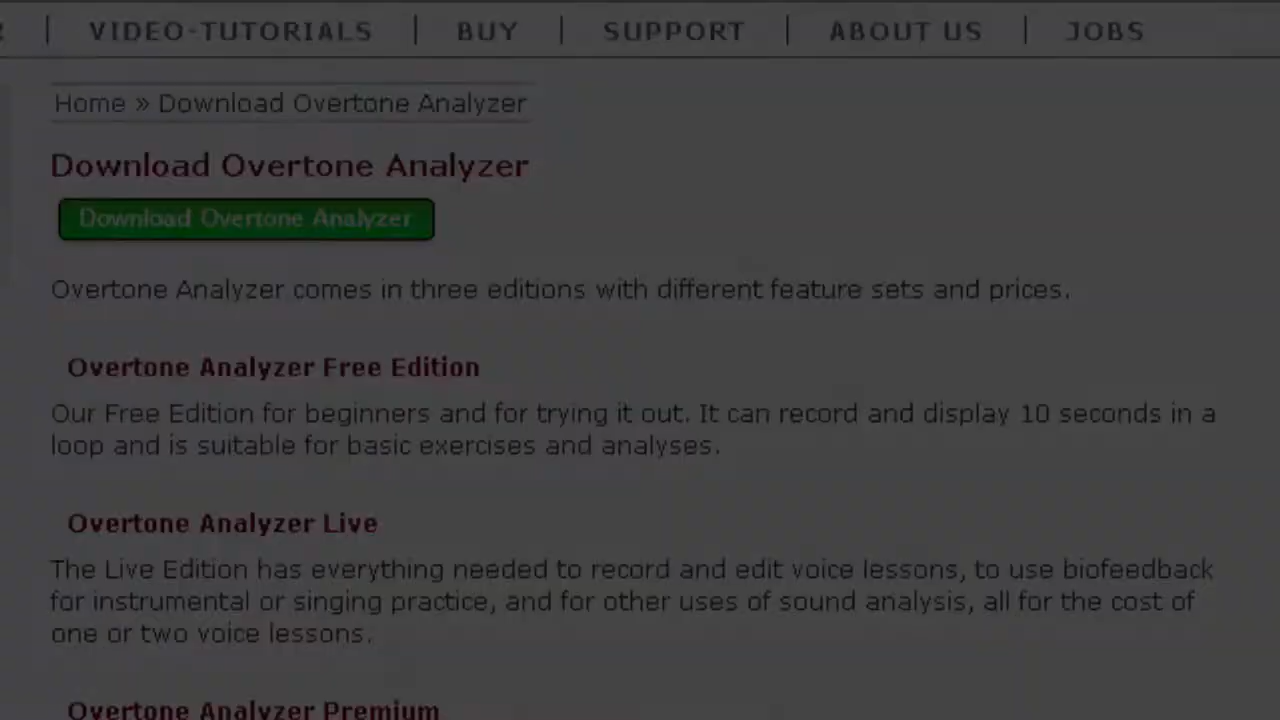 VIDEO-TUTORIALS | BUY | SUPPORT | ABOUT US | JOBS
Home » Download Overtone Analyzer
Download Overtone Analyzer
Download Overtone Analyzer
Overtone Analyzer comes in three editions with different feature sets and prices.
Overtone Analyzer Free Edition
Our Free Edition for beginners and for trying it out. It can record and display 10 seconds in a
loop and is suitable for basic exercises and analyses.
Overtone Analyzer Live
The Live Edition has everything needed to record and edit voice lessons, to use biofeedback
for instrumental or singing practice, and for other uses of sound analysis, all for the cost of
one or two voice lessons.
Overtone Analyzer Premium